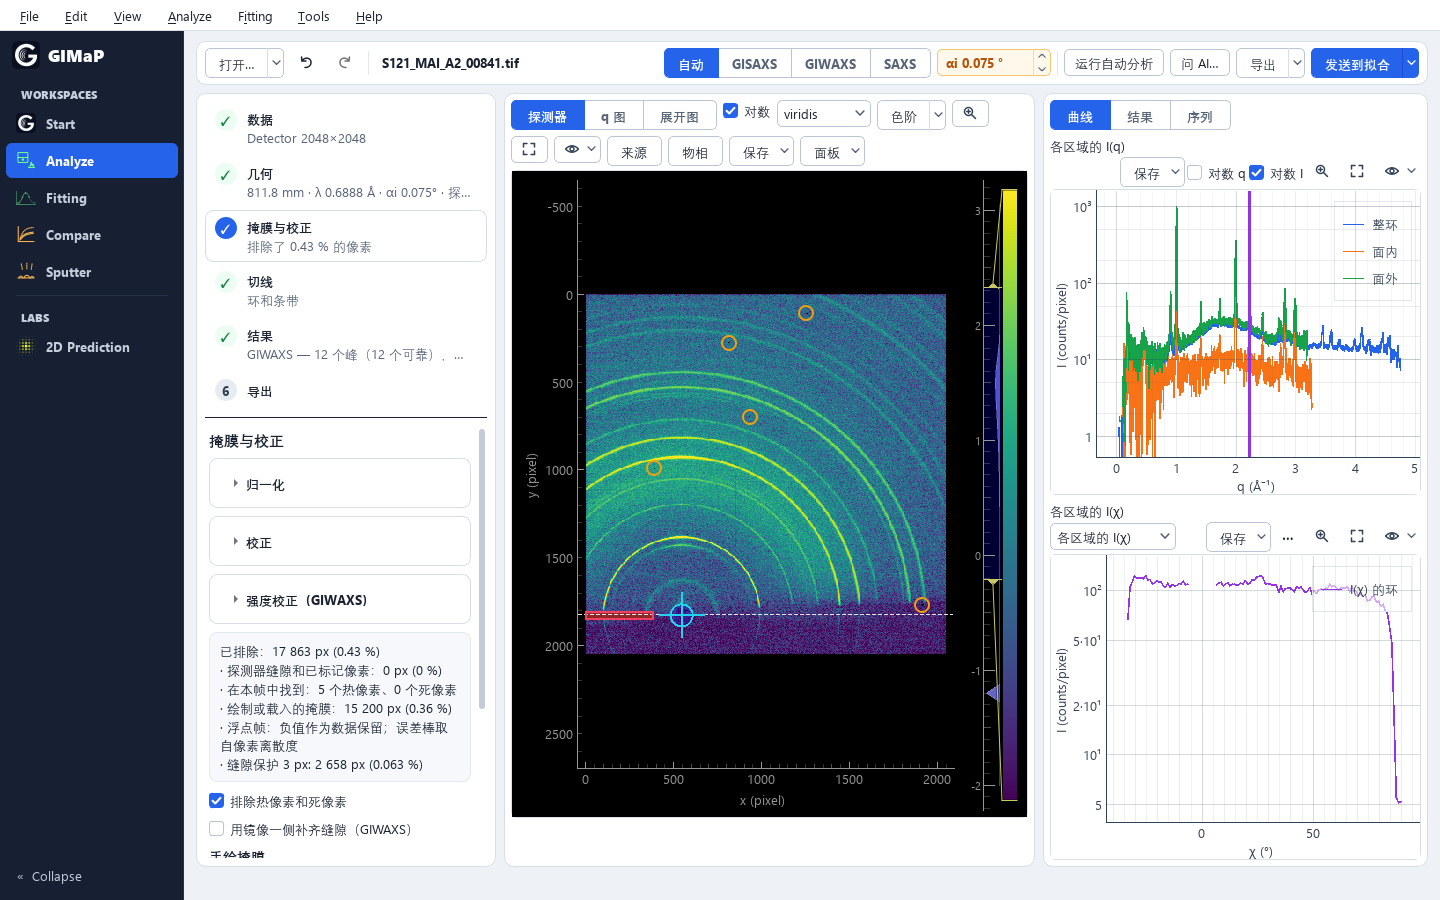 File Edit View Analyze Fitting Tools Help
GIMaP
WORKSPACES
Start
Analyze
Fitting
Compare
Sputter
LABS
2D Prediction
« Collapse
打开... S121_MAI_A2_00841.tif 自动 GISAXS GIWAXS SAXS αi 0.075 ° 运行自动分析 问 AI... 导出 发送到拟合
✓ 数据
Detector 2048×2048
✓ 几何
811.8 mm · λ 0.6888 Å · αi 0.075° · 探...
✓ 掩膜与校正
排除了 0.43 % 的像素
✓ 切线
环和条带
✓ 结果
GIWAXS — 12 个峰（12 个可靠），...
6 导出
掩膜与校正
归一化
校正
强度校正（GIWAXS）
已排除：17 863 px (0.43 %)
· 探测器缝隙和已标记像素：0 px (0 %)
· 在本帧中找到：5 个热像素、0 个死像素
· 绘制或载入的掩膜：15 200 px (0.36 %)
· 浮点帧：负值作为数据保留；误差棒取
自像素离散度
· 缝隙保护 3 px: 2 658 px (0.063 %)
排除热像素和死像素
用镜像一侧补齐缝隙（GIWAXS）
手绘掩膜
探测器 q 图 展开图 对数 viridis 色阶
来源 物相 保存 面板
-500
0
500
1000
1500
2000
2500
y (pixel)
0 500 1000 1500 2000
x (pixel)
3
2
1
0
-1
-2
曲线 结果 序列
各区域的 I(q)
保存 对数 q 对数 I
10³
10²
10¹
1
I (counts/pixel)
整环
面内
面外
0 1 2 3 4 5
q (Å⁻¹)
各区域的 I(χ)
各区域的 I(χ) 保存 ...
10²
5·10¹
2·10¹
10¹
5
I (counts/pixel)
I(χ) 的环
0 50
χ (°)